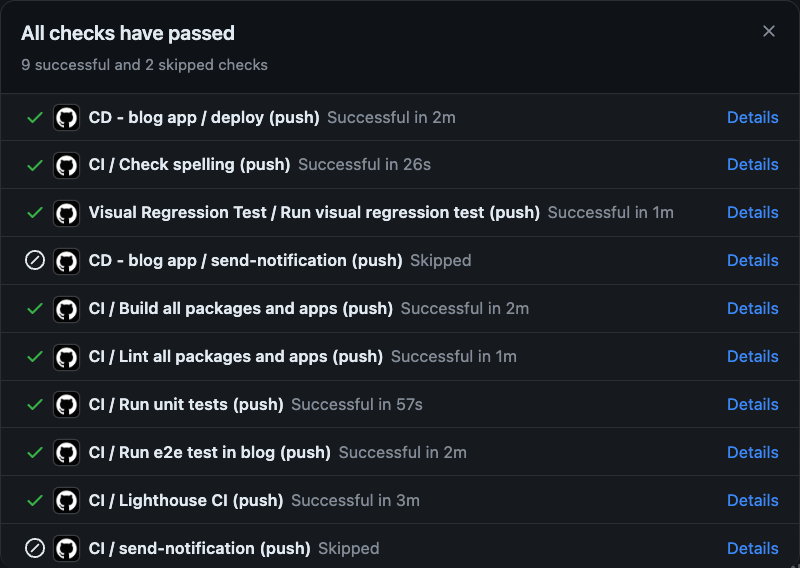 All checks have passed
9 successful and 2 skipped checks
CD - blog app / deploy (push) Successful in 2m Details
CI / Check spelling (push) Successful in 26s Details
Visual Regression Test / Run visual regression test (push) Successful in 1m Details
CD - blog app / send-notification (push) Skipped Details
CI / Build all packages and apps (push) Successful in 2m Details
CI / Lint all packages and apps (push) Successful in 1m Details
CI / Run unit tests (push) Successful in 57s Details
CI / Run e2e test in blog (push) Successful in 2m Details
CI / Lighthouse CI (push) Successful in 3m Details
CI / send-notification (push) Skipped Details